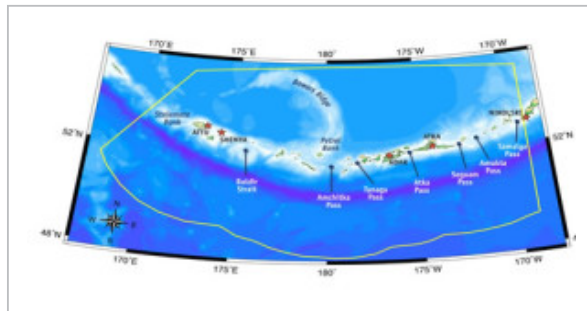 170°E
175°E
180°
175°W
170°W
Bowers Ridge
Stalemate
Bank
ATTU
SHEMYA
Petrel
Bank
ADAK
ATKA
NIKOLSKI
52°N
52°N
Buldir
Strait
Amchitka
Pass
Tanaga
Pass
Atka
Pass
Seguam
Pass
Amukta
Pass
Samalga
Pass
N
W
E
S
48°N
170°E
175°E
180°
175°W
170°W